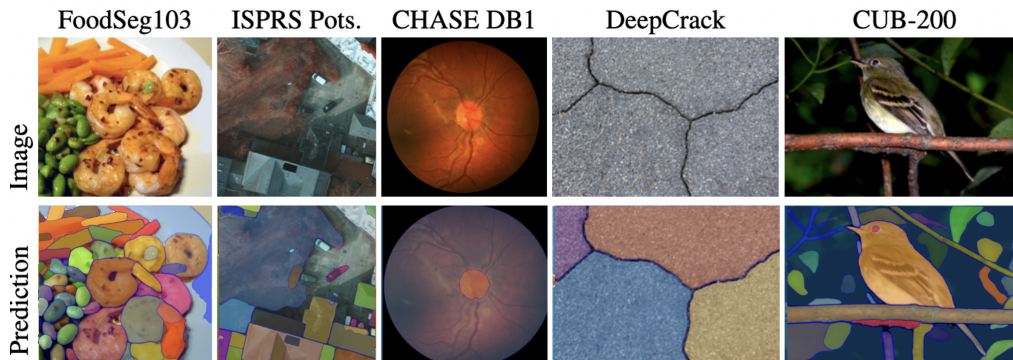 FoodSeg103 ISPRS Pots. CHASE DB1 DeepCrack CUB-200
Image
Prediction